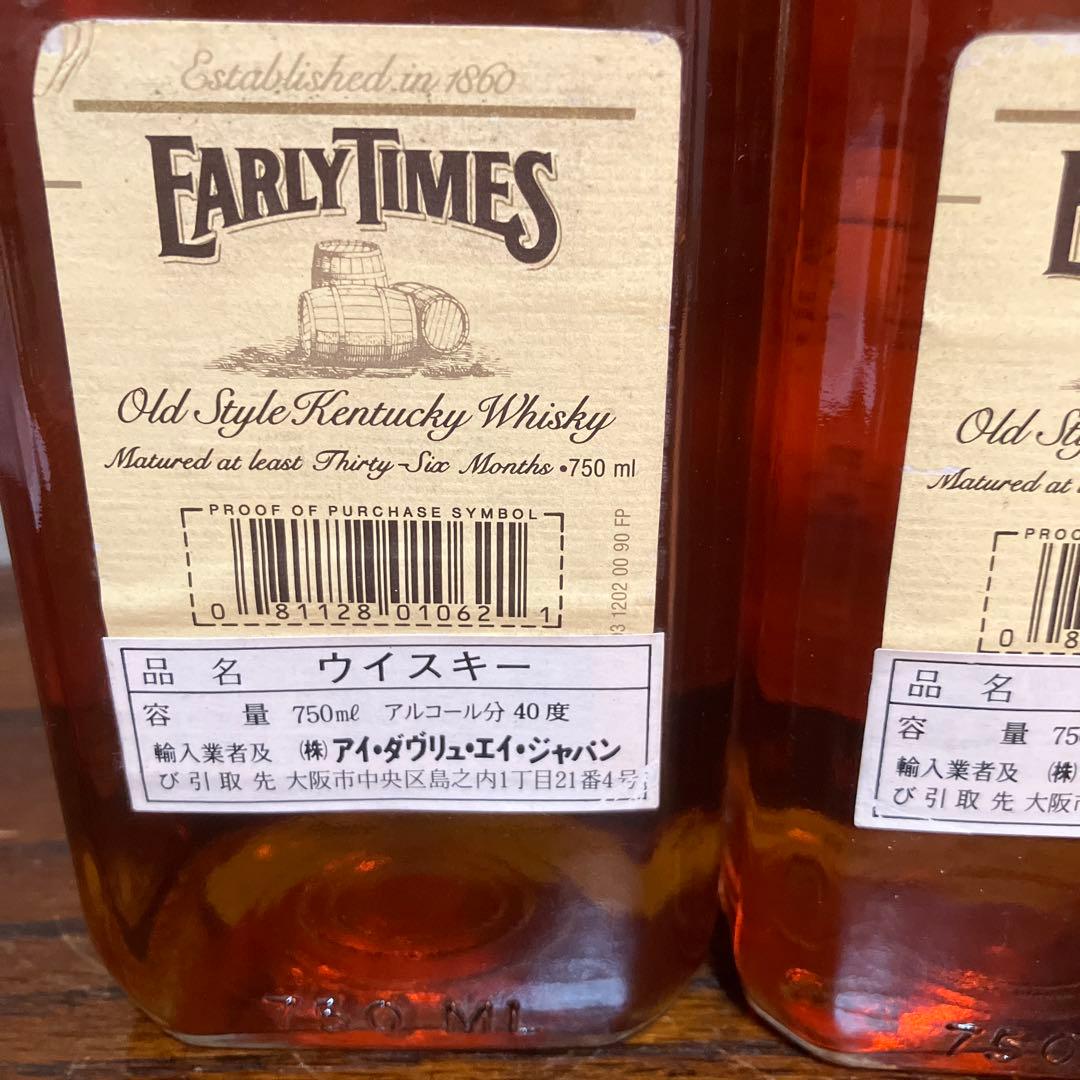 Established in 1860
EARLY TIMES
Old Style Kentucky Whisky
Matured at least Thirty-Six Months •750 ml
PROOF OF PURCHASE SYMBOL
0 81128 01062 1
1202 00 90 FP
品名 ウイスキー
容量 750ml アルコール分 40度
輸入業者及 (株)アイ・ダヴリュ・エイ・ジャパン
び引取先 大阪市中央区島之内1丁目21番4号
750 ML
Old
Matured at
0 8
品名
容量
輸入業者及 (株)
び引取先 大阪
750